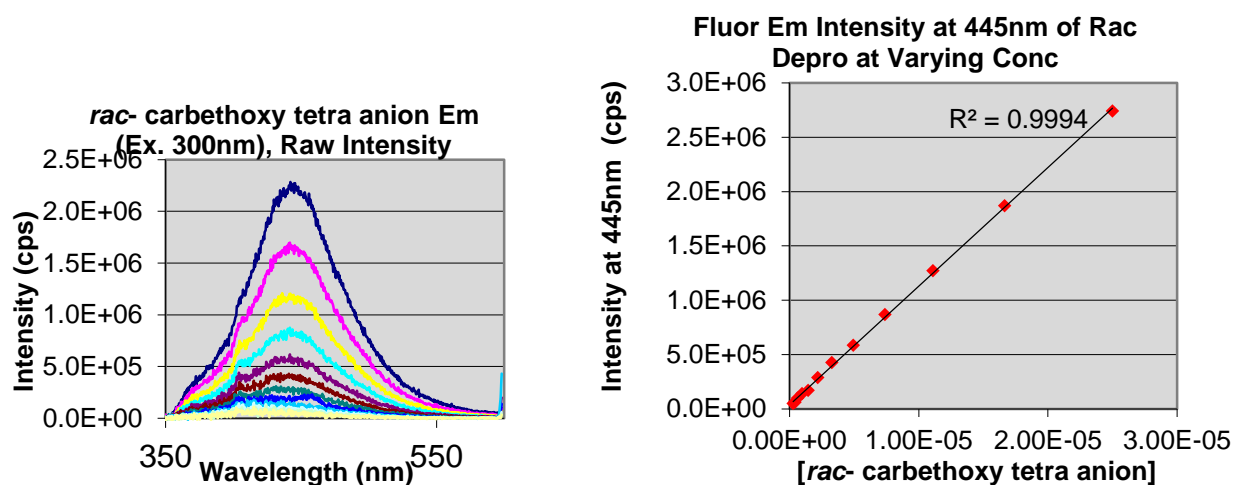 rac- carbethoxy tetra anion Em
(Ex. 300nm), Raw Intensity
Intensity (cps)
2.5E+06
2.0E+06
1.5E+06
1.0E+06
5.0E+05
0.0E+00
350
550
Wavelength (nm)
Fluor Em Intensity at 445nm of Rac
Depro at Varying Conc
Intensity at 445nm (cps)
3.0E+06
2.5E+06
2.0E+06
1.5E+06
1.0E+06
5.0E+05
0.0E+00
R² = 0.9994
0.00E+00
1.00E-05
2.00E-05
3.00E-05
[rac- carbethoxy tetra anion]